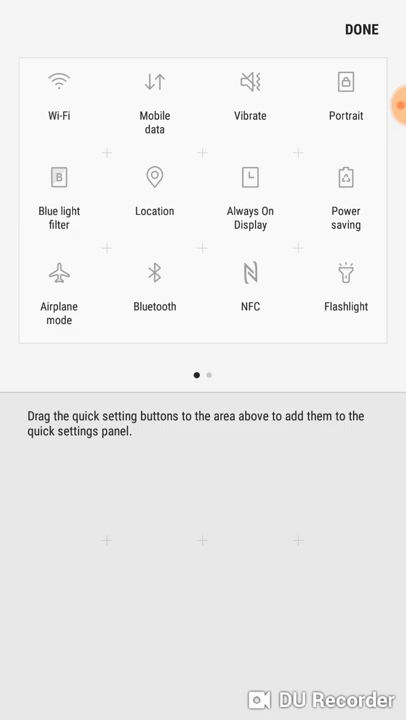 DONE
Wi-Fi
Mobile
data
Vibrate
Portrait
B
Blue light
filter
Location
Always On
Display
Power
saving
Airplane
mode
Bluetooth
NFC
Flashlight
Drag the quick setting buttons to the area above to add them to the
quick settings panel.
DU Recorder